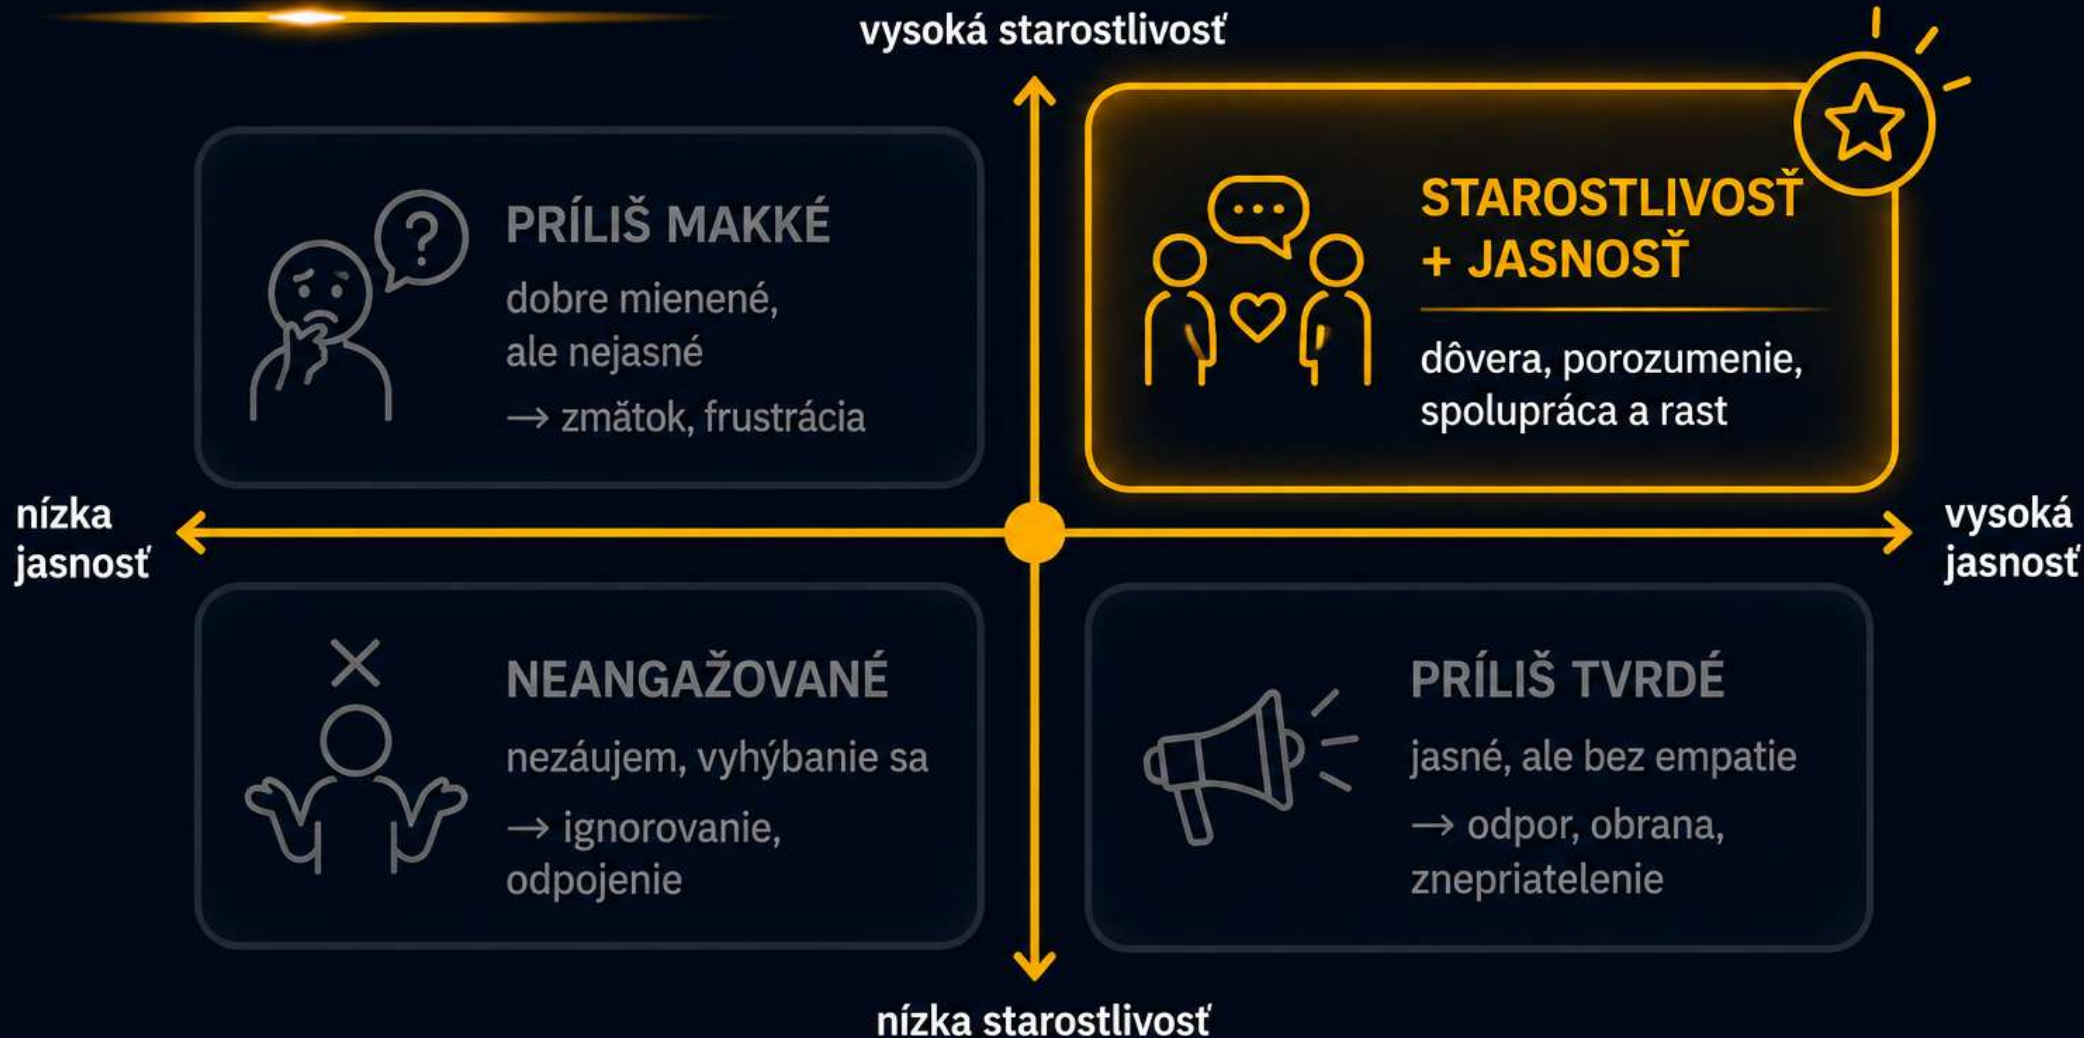 vysoká starostlivosť
PRÍLIŠ MAKKÉ
dobre mienené,
ale nejasné
→ zmătok, frustrácia
STAROSTLIVOSŤ
+ JASNOSŤ
dôvera, porozumenie,
spolupráca a rast
nízka
jasnosť
vysoká
jasnosť
NEANGAŽOVANÉ
nezáujem, vyhýbanie sa
→ ignorovanie,
odpojenie
PRÍLIŠ TVRDÉ
jasné, ale bez empatie
→ odpor, obrana,
znepriatelenie
nízka starostlivosť